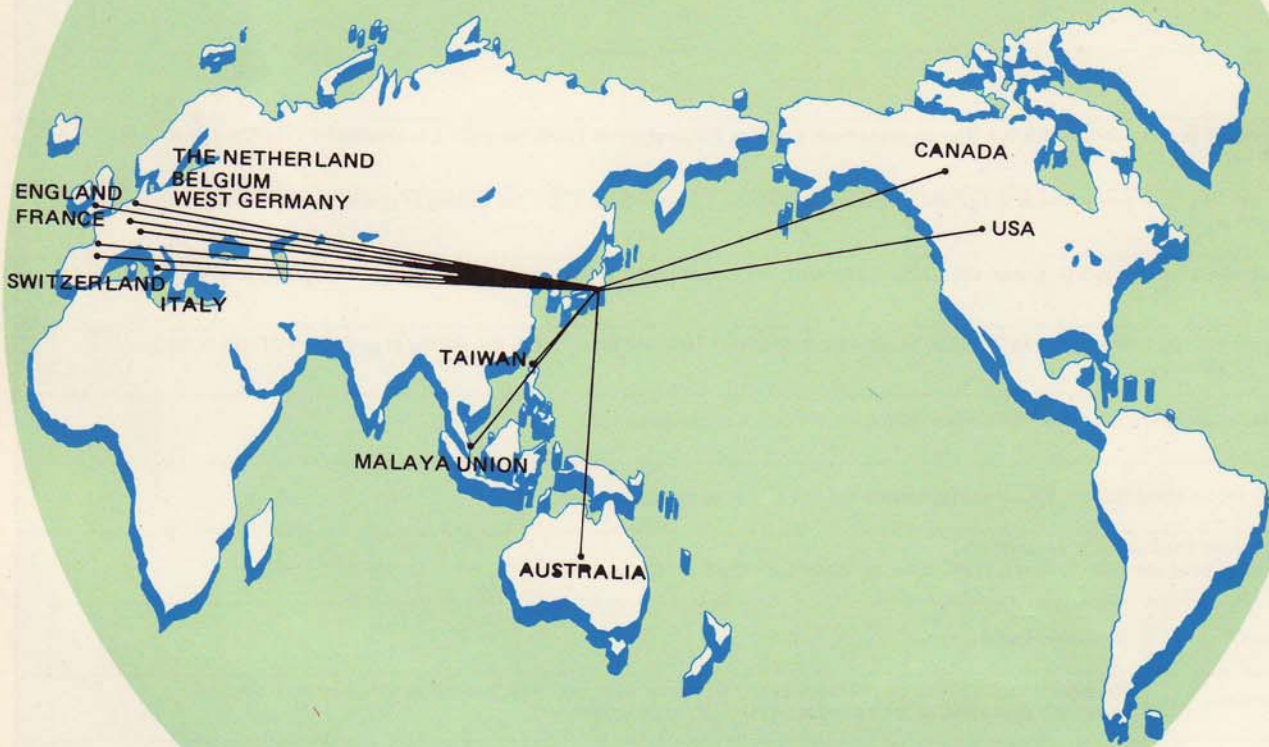 THE NETHERLAND
BELGIUM
WEST GERMANY
ENGLAND
FRANCE
SWITZERLAND
ITALY
CANADA
USA
TAIWAN
MALAYA UNION
AUSTRALIA